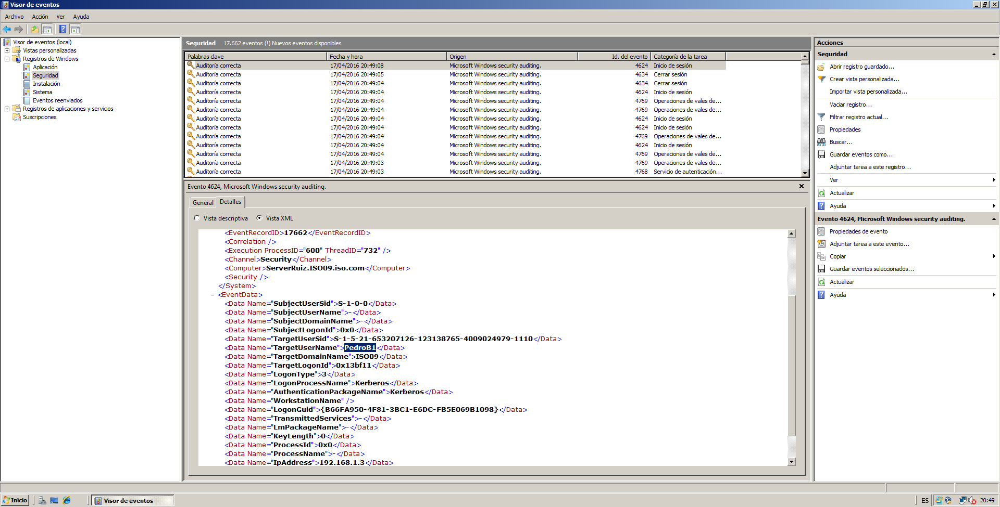 Visor de eventos
Archivo Acción Ver Ayuda
Visor de eventos (local)
Vistas personalizadas
Registros de Windows
Aplicación
Seguridad
Instalación
Sistema
Eventos reenviados
Registros de aplicaciones y servicios
Suscripciones
Seguridad 17.662 eventos (!) Nuevos eventos disponibles
Palabras clave Fecha y hora Origen Id. del evento Categoría de la tarea
Auditoría correcta 17/04/2016 20:49:08 Microsoft Windows security auditing. 4624 Inicio de sesión
Auditoría correcta 17/04/2016 20:49:05 Microsoft Windows security auditing. 4634 Cerrar sesión
Auditoría correcta 17/04/2016 20:49:04 Microsoft Windows security auditing. 4634 Cerrar sesión
Auditoría correcta 17/04/2016 20:49:04 Microsoft Windows security auditing. 4624 Inicio de sesión
Auditoría correcta 17/04/2016 20:49:04 Microsoft Windows security auditing. 4769 Operaciones de vales de...
Auditoría correcta 17/04/2016 20:49:04 Microsoft Windows security auditing. 4769 Operaciones de vales de...
Auditoría correcta 17/04/2016 20:49:04 Microsoft Windows security auditing. 4624 Inicio de sesión
Auditoría correcta 17/04/2016 20:49:04 Microsoft Windows security auditing. 4624 Inicio de sesión
Auditoría correcta 17/04/2016 20:49:04 Microsoft Windows security auditing. 4769 Operaciones de vales de...
Auditoría correcta 17/04/2016 20:49:04 Microsoft Windows security auditing. 4624 Inicio de sesión
Auditoría correcta 17/04/2016 20:49:04 Microsoft Windows security auditing. 4769 Operaciones de vales de...
Auditoría correcta 17/04/2016 20:49:03 Microsoft Windows security auditing. 4769 Operaciones de vales de...
Auditoría correcta 17/04/2016 20:49:03 Microsoft Windows security auditing. 4768 Servicio de autenticación...
Evento 4624, Microsoft Windows security auditing.
General Detalles
Vista descriptiva Vista XML
<EventRecordID>17662</EventRecordID>
<Correlation />
<Execution ProcessID="600" ThreadID="732" />
<Channel>Security</Channel>
<Computer>ServerRuiz.ISO09.iso.com</Computer>
<Security />
</System>
- <EventData>
<Data Name="SubjectUserSid">S-1-0-0</Data>
<Data Name="SubjectUserName">-</Data>
<Data Name="SubjectDomainName">-</Data>
<Data Name="SubjectLogonId">0x0</Data>
<Data Name="TargetUserSid">S-1-5-21-653207126-123138765-4009024979-1110</Data>
<Data Name="TargetUserName">PedroB1</Data>
<Data Name="TargetDomainName">ISO09</Data>
<Data Name="TargetLogonId">0x13bf11</Data>
<Data Name="LogonType">3</Data>
<Data Name="LogonProcessName">Kerberos</Data>
<Data Name="AuthenticationPackageName">Kerberos</Data>
<Data Name="WorkstationName" />
<Data Name="LogonGuid">{B66FA950-4F81-3BC1-E6DC-FB5E069B1098}</Data>
<Data Name="TransmittedServices">-</Data>
<Data Name="LmPackageName">-</Data>
<Data Name="KeyLength">0</Data>
<Data Name="ProcessId">0x0</Data>
<Data Name="ProcessName">-</Data>
<Data Name="IpAddress">192.168.1.3</Data>
Acciones
Seguridad
Abrir registro guardado...
Crear vista personalizada...
Importar vista personalizada...
Vaciar registro...
Filtrar registro actual...
Propiedades
Buscar...
Guardar eventos como...
Adjuntar tarea a este registro...
Ver
Actualizar
Ayuda
Evento 4624, Microsoft Windows security auditing.
Propiedades de evento
Adjuntar tarea a este evento...
Copiar
Guardar eventos seleccionados...
Actualizar
Ayuda
Inicio Visor de eventos ES 20:49